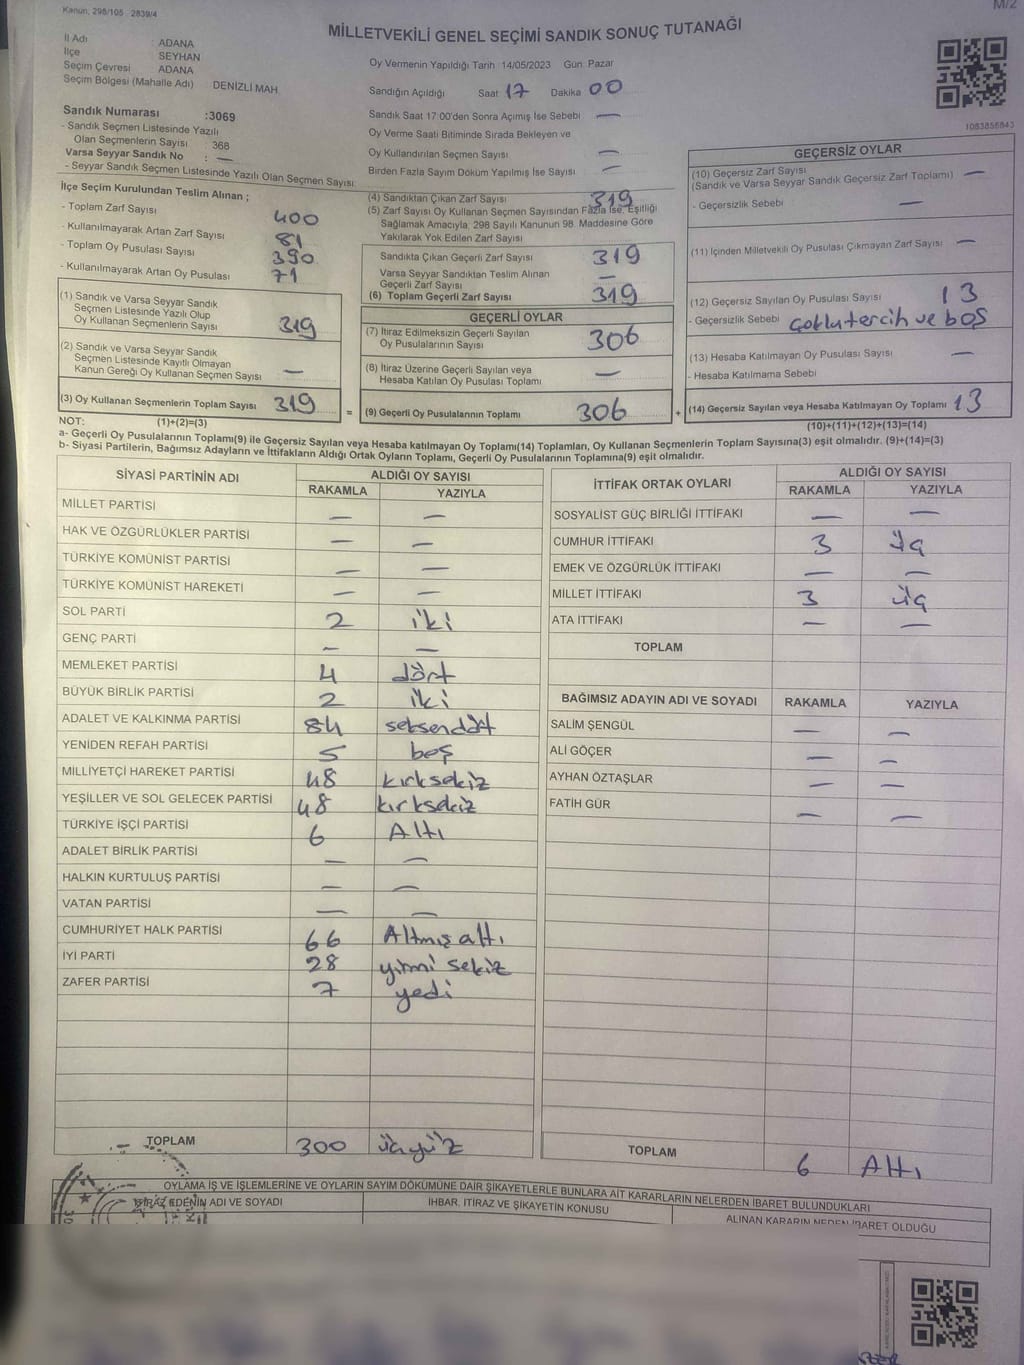 Kanun: 298/105 2839/4
M/2
MİLLETVEKİLİ GENEL SEÇİMİ SANDIK SONUÇ TUTANAĞI
İl Adı : ADANA
İlçe SEYHAN
Seçim Çevresi ADANA
Seçim Bölgesi (Mahalle Adı) DENİZLİ MAH.
Sandık Numarası :3069
- Sandık Seçmen Listesinde Yazılı
Olan Seçmenlerin Sayısı : 368
Varsa Seyyar Sandık No : —
- Seyyar Sandık Seçmen Listesinde Yazılı Olan Seçmen Sayısı:
Oy Vermenin Yapıldığı Tarih :14/05/2023 Gün: Pazar
Sandığın Açıldığı Saat 17 Dakika 00
Sandık Saat 17:00'den Sonra Açımış İse Sebebi —
Oy Verme Saati Bitiminde Sırada Bekleyen ve
Oy Kullandırılan Seçmen Sayısı —
Birden Fazla Sayım Döküm Yapılmış İse Sayısı —
1083856843
İlçe Seçim Kurulundan Teslim Alınan ;
- Toplam Zarf Sayısı 400
- Kullanılmayarak Artan Zarf Sayısı 81
- Toplam Oy Pusulası Sayısı 390
- Kullanılmayarak Artan Oy Pusulası 71
(1) Sandık ve Varsa Seyyar Sandık
Seçmen Listesinde Yazılı Olup
Oy Kullanan Seçmenlerin Sayısı 319
(2) Sandık ve Varsa Seyyar Sandık
Seçmen Listesinde Kayıtlı Olmayan
Kanun Gereği Oy Kullanan Seçmen Sayısı —
(3) Oy Kullanan Seçmenlerin Toplam Sayısı 319
(1)+(2)=(3)
(4) Sandıktan Çıkan Zarf Sayısı 319
(5) Zarf Sayısı Oy Kullanan Seçmen Sayısından Fazla İse, Eşitliği
Sağlamak Amacıyla, 298 Sayılı Kanunun 98. Maddesine Göre
Yakılarak Yok Edilen Zarf Sayısı
Sandıkta Çıkan Geçerli Zarf Sayısı 319
Varsa Seyyar Sandıktan Teslim Alınan
Geçerli Zarf Sayısı —
(6) Toplam Geçerli Zarf Sayısı 319
GEÇERLİ OYLAR
(7) İtiraz Edilmeksizin Geçerli Sayılan
Oy Pusulalarının Sayısı 306
(8) İtiraz Üzerine Geçerli Sayılan veya
Hesaba Katılan Oy Pusulası Toplamı —
= (9) Geçerli Oy Pusulalarının Toplamı 306
GEÇERSİZ OYLAR
(10) Geçersiz Zarf Sayısı —
(Sandık ve Varsa Seyyar Sandık Geçersiz Zarf Toplamı)
- Geçersizlik Sebebi —
(11) İçinden Milletvekili Oy Pusulası Çıkmayan Zarf Sayısı —
(12) Geçersiz Sayılan Oy Pusulası Sayısı 13
- Geçersizlik Sebebi Çoklu tercih ve boş
(13) Hesaba Katılmayan Oy Pusulası Sayısı —
- Hesaba Katılmama Sebebi
+ (14) Geçersiz Sayılan veya Hesaba Katılmayan Oy Toplamı 13
(10)+(11)+(12)+(13)=(14)
NOT:
a- Geçerli Oy Pusulalarının Toplamı(9) ile Geçersiz Sayılan veya Hesaba katılmayan Oy Toplamı(14) Toplamları, Oy Kullanan Seçmenlerin Toplam Sayısına(3) eşit olmalıdır. (9)+(14)=(3)
b- Siyasi Partilerin, Bağımsız Adayların ve İttifakların Aldığı Ortak Oyların Toplamı, Geçerli Oy Pusulalarının Toplamına(9) eşit olmalıdır.
SİYASİ PARTİNİN ADI ALDIĞI OY SAYISI
RAKAMLA YAZIYLA
MİLLET PARTİSİ — —
HAK VE ÖZGÜRLÜKLER PARTİSİ — —
TÜRKİYE KOMÜNİST PARTİSİ — —
TÜRKİYE KOMÜNİST HAREKETİ — —
SOL PARTİ 2 iki
GENÇ PARTİ — —
MEMLEKET PARTİSİ 4 dört
BÜYÜK BİRLİK PARTİSİ 2 iki
ADALET VE KALKINMA PARTİSİ 84 seksendört
YENİDEN REFAH PARTİSİ 5 beş
MİLLİYETÇİ HAREKET PARTİSİ 48 kırksekiz
YEŞİLLER VE SOL GELECEK PARTİSİ 48 kırksekiz
TÜRKİYE İŞÇİ PARTİSİ 6 Altı
ADALET BİRLİK PARTİSİ — —
HALKIN KURTULUŞ PARTİSİ — —
VATAN PARTİSİ — —
CUMHURİYET HALK PARTİSİ 66 Altmış altı
İYİ PARTİ 28 yirmi sekiz
ZAFER PARTİSİ 7 yedi
TOPLAM 300 üçyüz
İTTİFAK ORTAK OYLARI ALDIĞI OY SAYISI
RAKAMLA YAZIYLA
SOSYALİST GÜÇ BİRLİĞİ İTTİFAKI — —
CUMHUR İTTİFAKI 3 üç
EMEK VE ÖZGÜRLÜK İTTİFAKI — —
MİLLET İTTİFAKI 3 üç
ATA İTTİFAKI — —
TOPLAM
BAĞIMSIZ ADAYIN ADI VE SOYADI RAKAMLA YAZIYLA
SALİM ŞENGÜL — —
ALİ GÖÇER — —
AYHAN ÖZTAŞLAR — —
FATİH GÜR — —
TOPLAM 6 Altı
OYLAMA İŞ VE İŞLEMLERİNE VE OYLARIN SAYIM DÖKÜMÜNE DAİR ŞİKAYETLERLE BUNLARA AİT KARARLARIN NELERDEN İBARET BULUNDUKLARI
İTİRAZ EDENİN ADI VE SOYADI İHBAR, İTİRAZ VE ŞİKAYETİN KONUSU ALINAN KARARIN NEDEN İBARET OLDUĞU